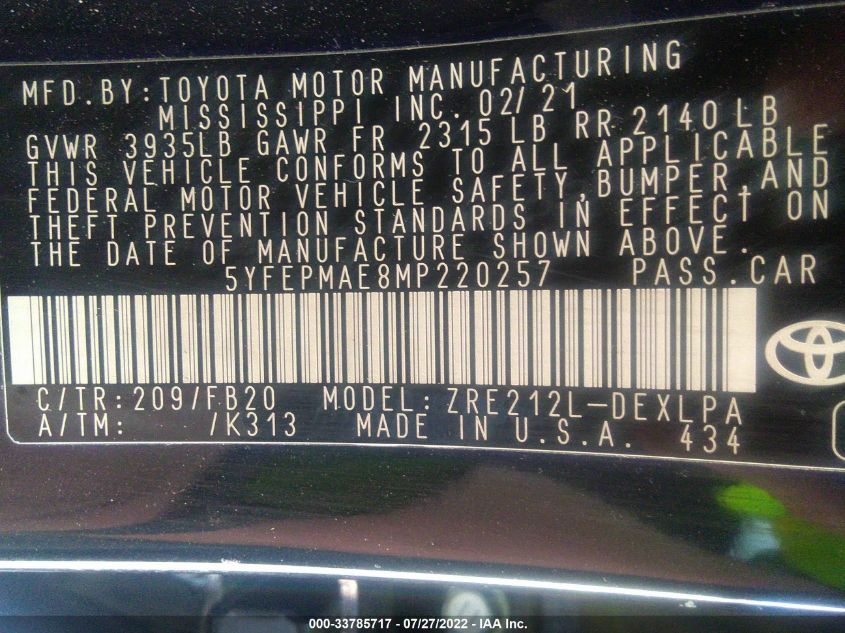 MFD.BY:TOYOTA MOTOR MANUFACTURING
MISSISSIPPI INC. 02/21
GVWR 3935LB GAWR FR 2315LB RR 2140LB
THIS VEHICLE CONFORMS TO ALL APPLICABLE
FEDERAL MOTOR VEHICLE SAFETY,BUMPER,AND
THEFT PREVENTION STANDARDS IN EFFECT ON
THE DATE OF MANUFACTURE SHOWN ABOVE.
5YFEPMAE8MP220257 PASS.CAR
C/TR:209/FB20 MODEL:ZRE212L-DEXLPA
A/TM: /K313 MADE IN U.S.A. 434
000-33785717 - 07/27/2022 - IAA Inc.